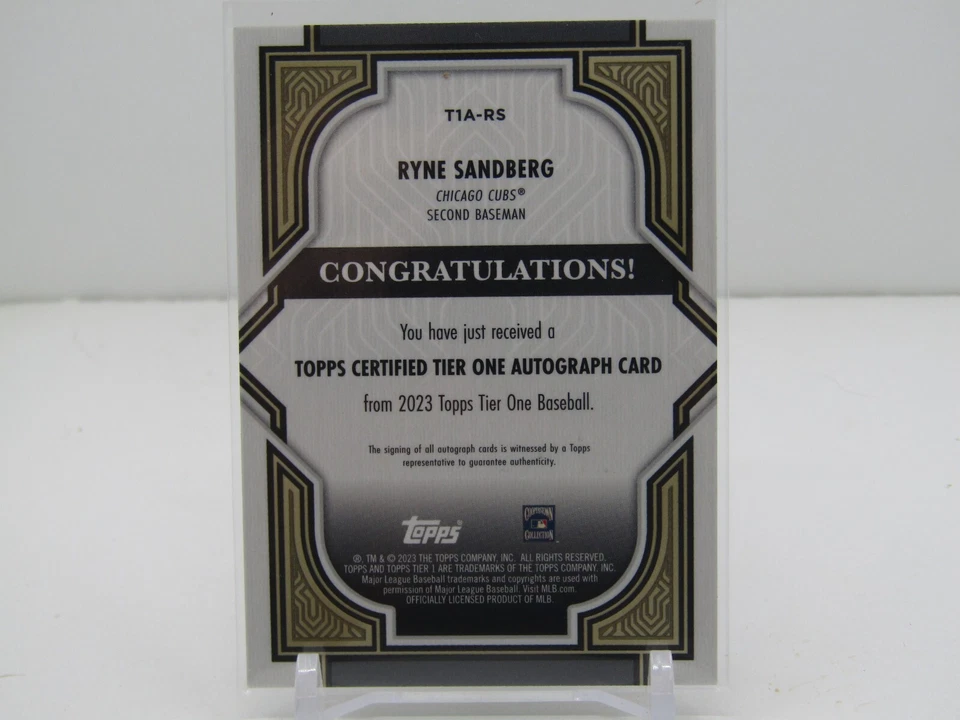 T1A-RS
RYNE SANDBERG
CHICAGO CUBS®
SECOND BASEMAN
CONGRATULATIONS!
You have just received a
TOPPS CERTIFIED TIER ONE AUTOGRAPH CARD
from 2023 Topps Tier One Baseball.
The signing of all autograph cards is witnessed by a Topps
representative to guarantee authenticity.
Topps®
COOPERSTOWN
COLLECTION
®, TM & © 2023 THE TOPPS COMPANY, INC. ALL RIGHTS RESERVED.
TOPPS AND TOPPS TIER 1 ARE TRADEMARKS OF THE TOPPS COMPANY, INC.
Major League Baseball trademarks and copyrights are used with
permission of Major League Baseball. Visit MLB.com.
OFFICIALLY LICENSED PRODUCT OF MLB.